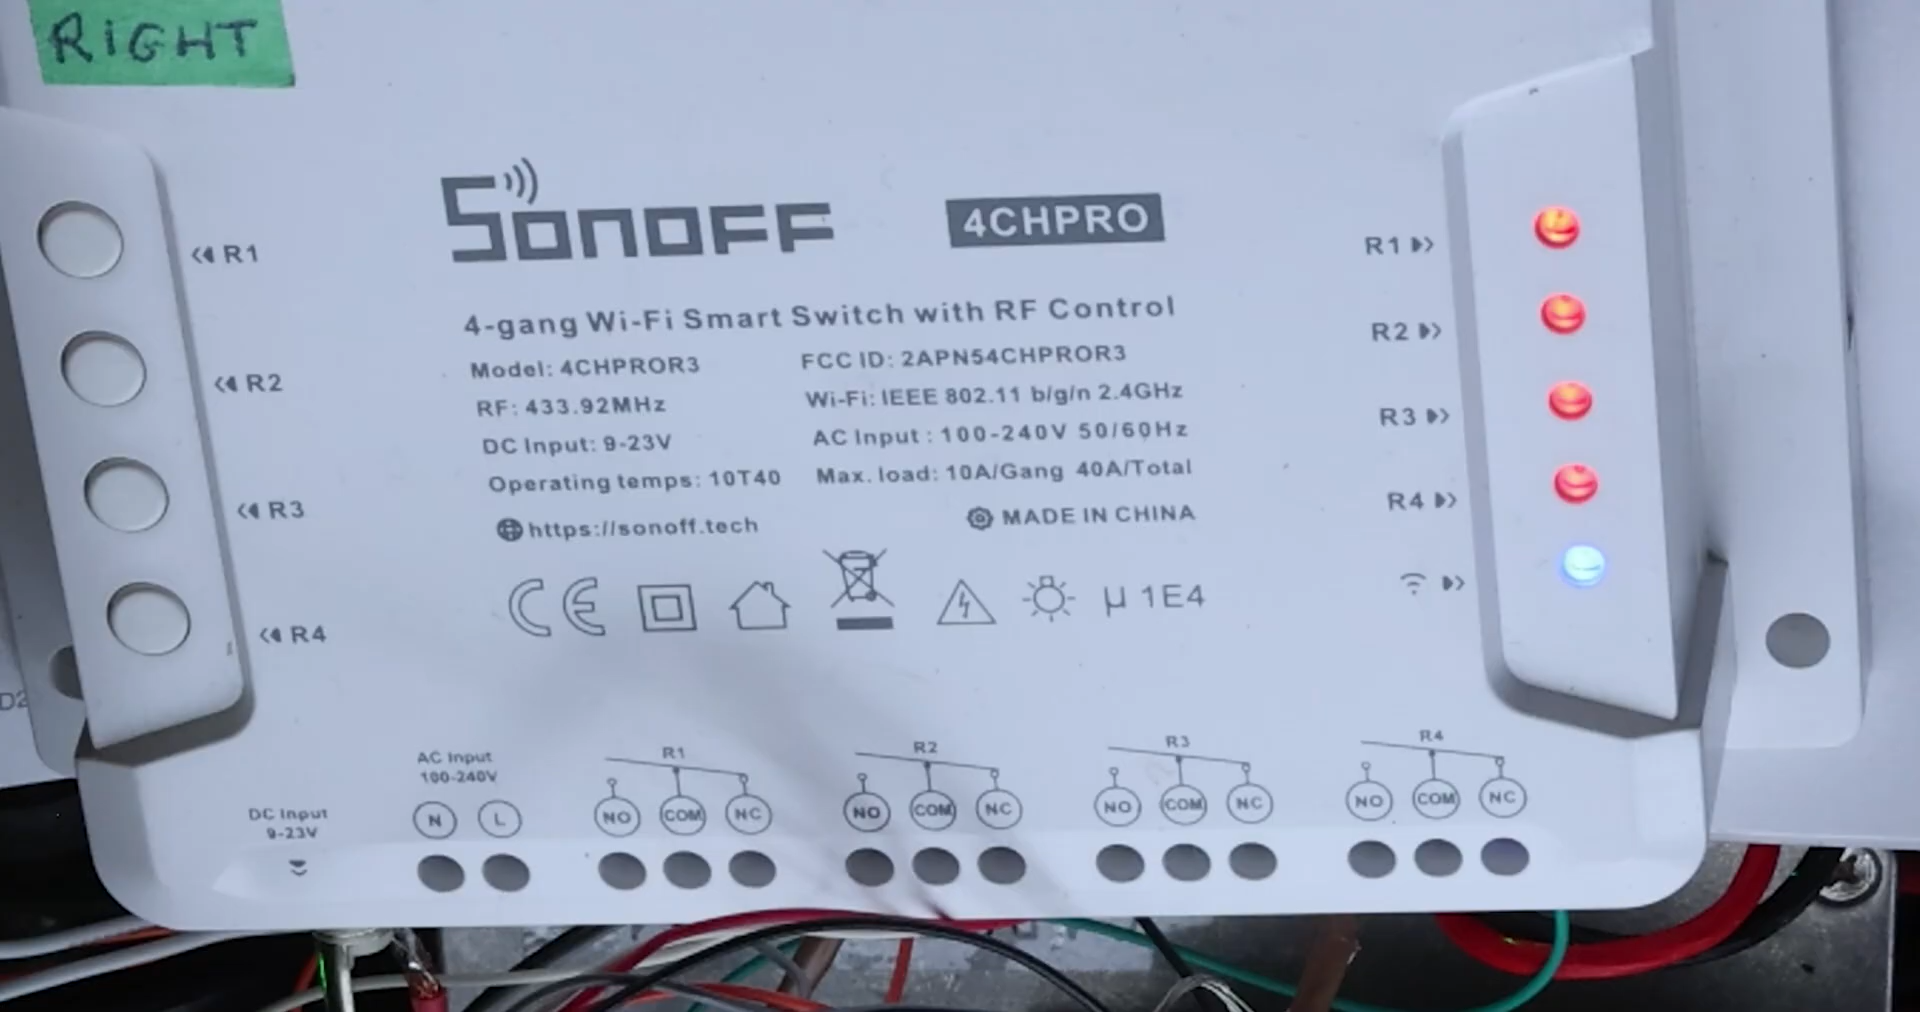 RIGHT
SONOFF
4CHPRO
4-gang Wi-Fi Smart Switch with RF Control
Model: 4CHPROR3
FCC ID: 2APN54CHPROR3
RF: 433.92MHz
Wi-Fi: IEEE 802.11 b/g/n 2.4GHz
DC Input: 9-23V
AC Input : 100-240V 50/60Hz
Operating temps: 10T40
Max. load: 10A/Gang 40A/Total
https://sonoff.tech
MADE IN CHINA
CE
μ 1E4
R1
R2
R3
R4
R1
R2
R3
R4
D2
DC Input
9-23V
AC Input
100-240V
N L
R1
NO COM NC
R2
NO COM NC
R3
NO COM NC
R4
NO COM NC